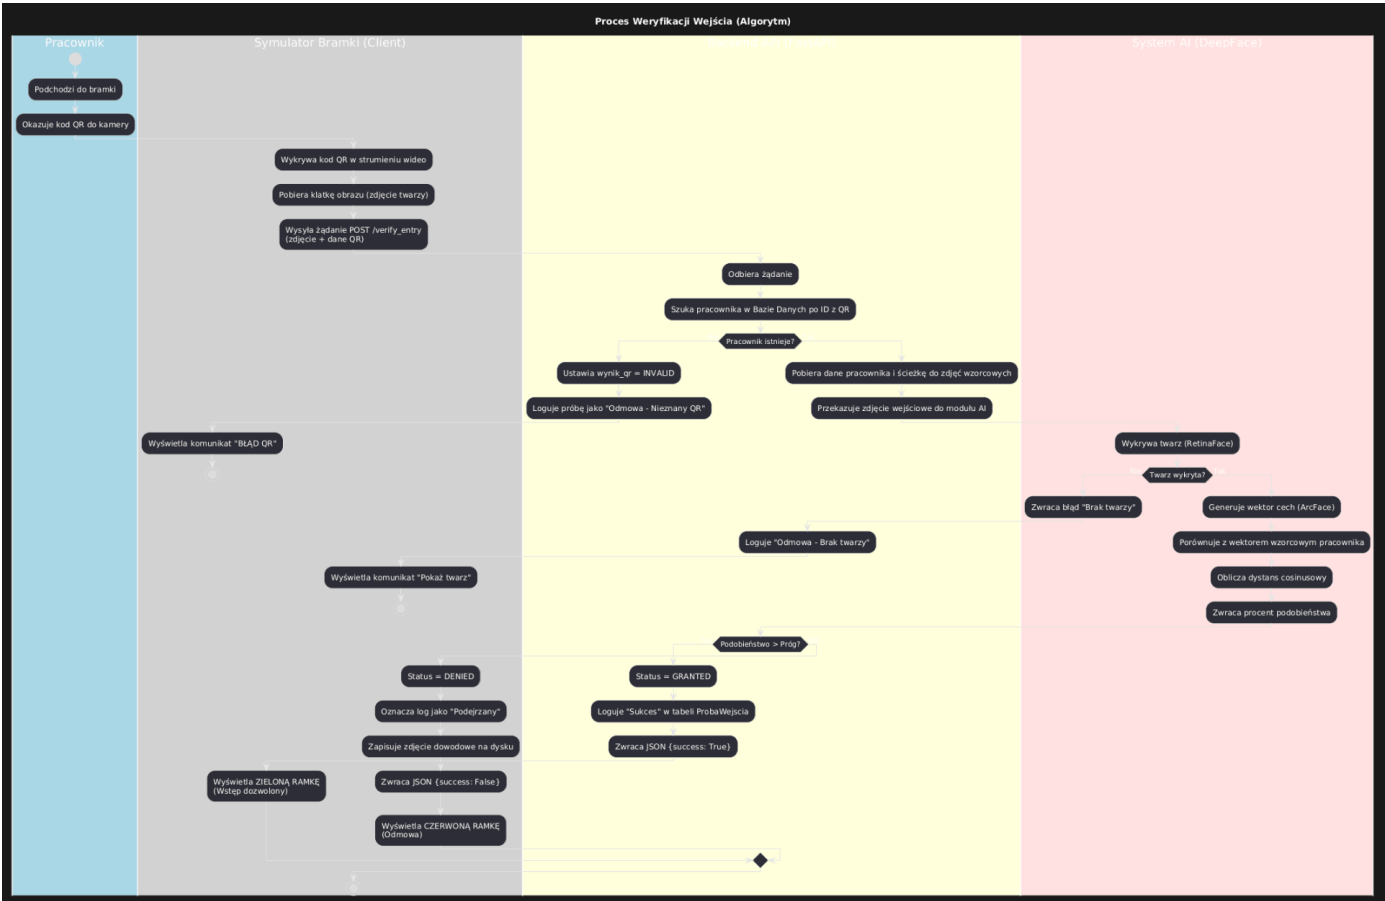 Proces Weryfikacji Wejścia (Algorytm)
Pracownik
Symulator Bramki (Client)
System AI (DeepFace)
Podchodzi do bramki
Okazuje kod QR do kamery
Wykrywa kod QR w strumieniu wideo
Pobiera klatkę obrazu (zdjęcie twarzy)
Wysyła żądanie POST /verify_entry
(zdjęcie + dane QR)
Odbiera żądanie
Szuka pracownika w Bazie Danych po ID z QR
Pracownik istnieje?
Ustawia wynik_qr = INVALID
Pobiera dane pracownika i ścieżkę do zdjęć wzorcowych
Loguje próbę jako "Odmowa - Nieznany QR"
Przekazuje zdjęcie wejściowe do modułu AI
Wyświetla komunikat "BŁĄD QR"
Wykrywa twarz (RetinaFace)
Twarz wykryta?
Zwraca błąd "Brak twarzy"
Generuje wektor cech (ArcFace)
Loguje "Odmowa - Brak twarzy"
Porównuje z wektorem wzorcowym pracownika
Wyświetla komunikat "Pokaż twarz"
Oblicza dystans cosinusowy
Zwraca procent podobieństwa
Podobieństwo > Próg?
Status = DENIED
Status = GRANTED
Oznacza log jako "Podejrzany"
Loguje "Sukces" w tabeli ProbaWejscia
Zapisuje zdjęcie dowodowe na dysku
Zwraca JSON {success: True}
Wyświetla ZIELONĄ RAMKĘ
(Wstęp dozwolony)
Zwraca JSON {success: False}
Wyświetla CZERWONĄ RAMKĘ
(Odmowa)